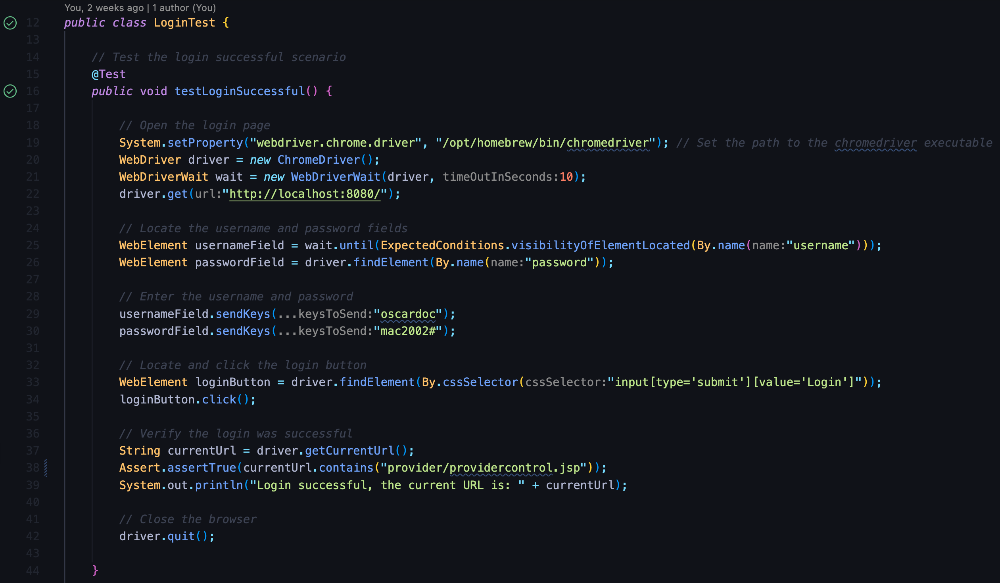 You, 2 weeks ago | 1 author (You)
12 public class LoginTest {
13
14 // Test the login successful scenario
15 @Test
16 public void testLoginSuccessful() {
17
18 // Open the login page
19 System.setProperty("webdriver.chrome.driver", "/opt/homebrew/bin/chromedriver"); // Set the path to the chromedriver executable
20 WebDriver driver = new ChromeDriver();
21 WebDriverWait wait = new WebDriverWait(driver, timeOutInSeconds:10);
22 driver.get(url:"http://localhost:8080/");
23
24 // Locate the username and password fields
25 WebElement usernameField = wait.until(ExpectedConditions.visibilityOfElementLocated(By.name(name:"username")));
26 WebElement passwordField = driver.findElement(By.name(name:"password"));
27
28 // Enter the username and password
29 usernameField.sendKeys(...keysToSend:"oscardoc");
30 passwordField.sendKeys(...keysToSend:"mac2002#");
31
32 // Locate and click the login button
33 WebElement loginButton = driver.findElement(By.cssSelector(cssSelector:"input[type='submit'][value='Login']"));
34 loginButton.click();
35
36 // Verify the login was successful
37 String currentUrl = driver.getCurrentUrl();
38 Assert.assertTrue(currentUrl.contains("provider/providercontrol.jsp"));
39 System.out.println("Login successful, the current URL is: " + currentUrl);
40
41 // Close the browser
42 driver.quit();
43
44 }